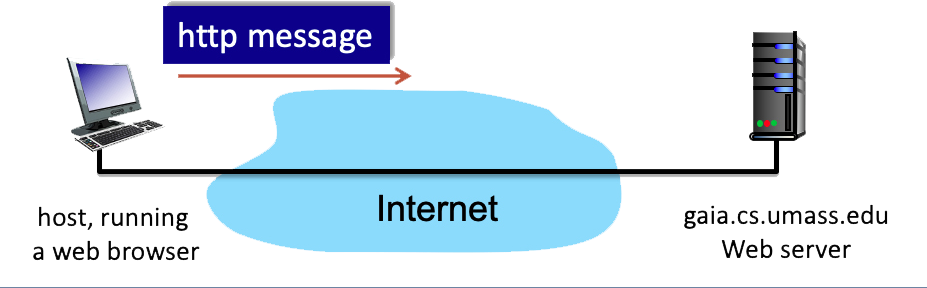 http message
Internet
host, running
a web browser
gaia.cs.umass.edu
Web server